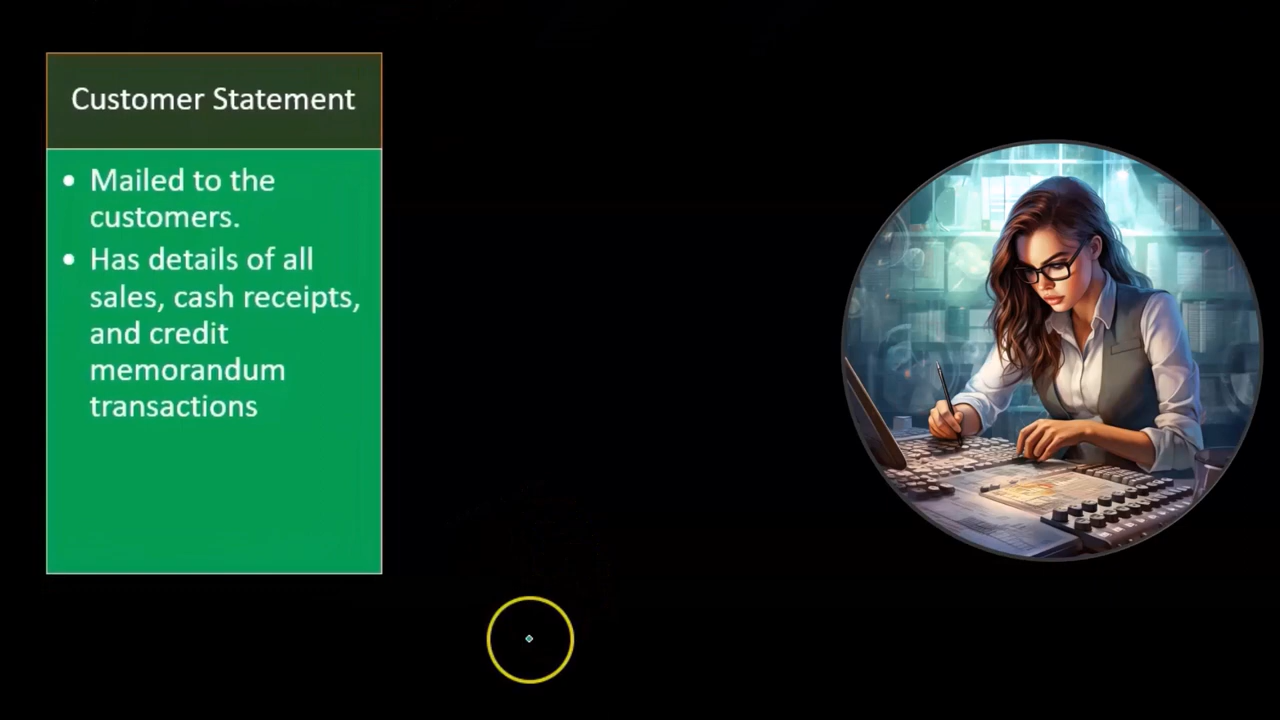 Customer Statement
• Mailed to the
customers.
• Has details of all
sales, cash receipts,
and credit
memorandum
transactions